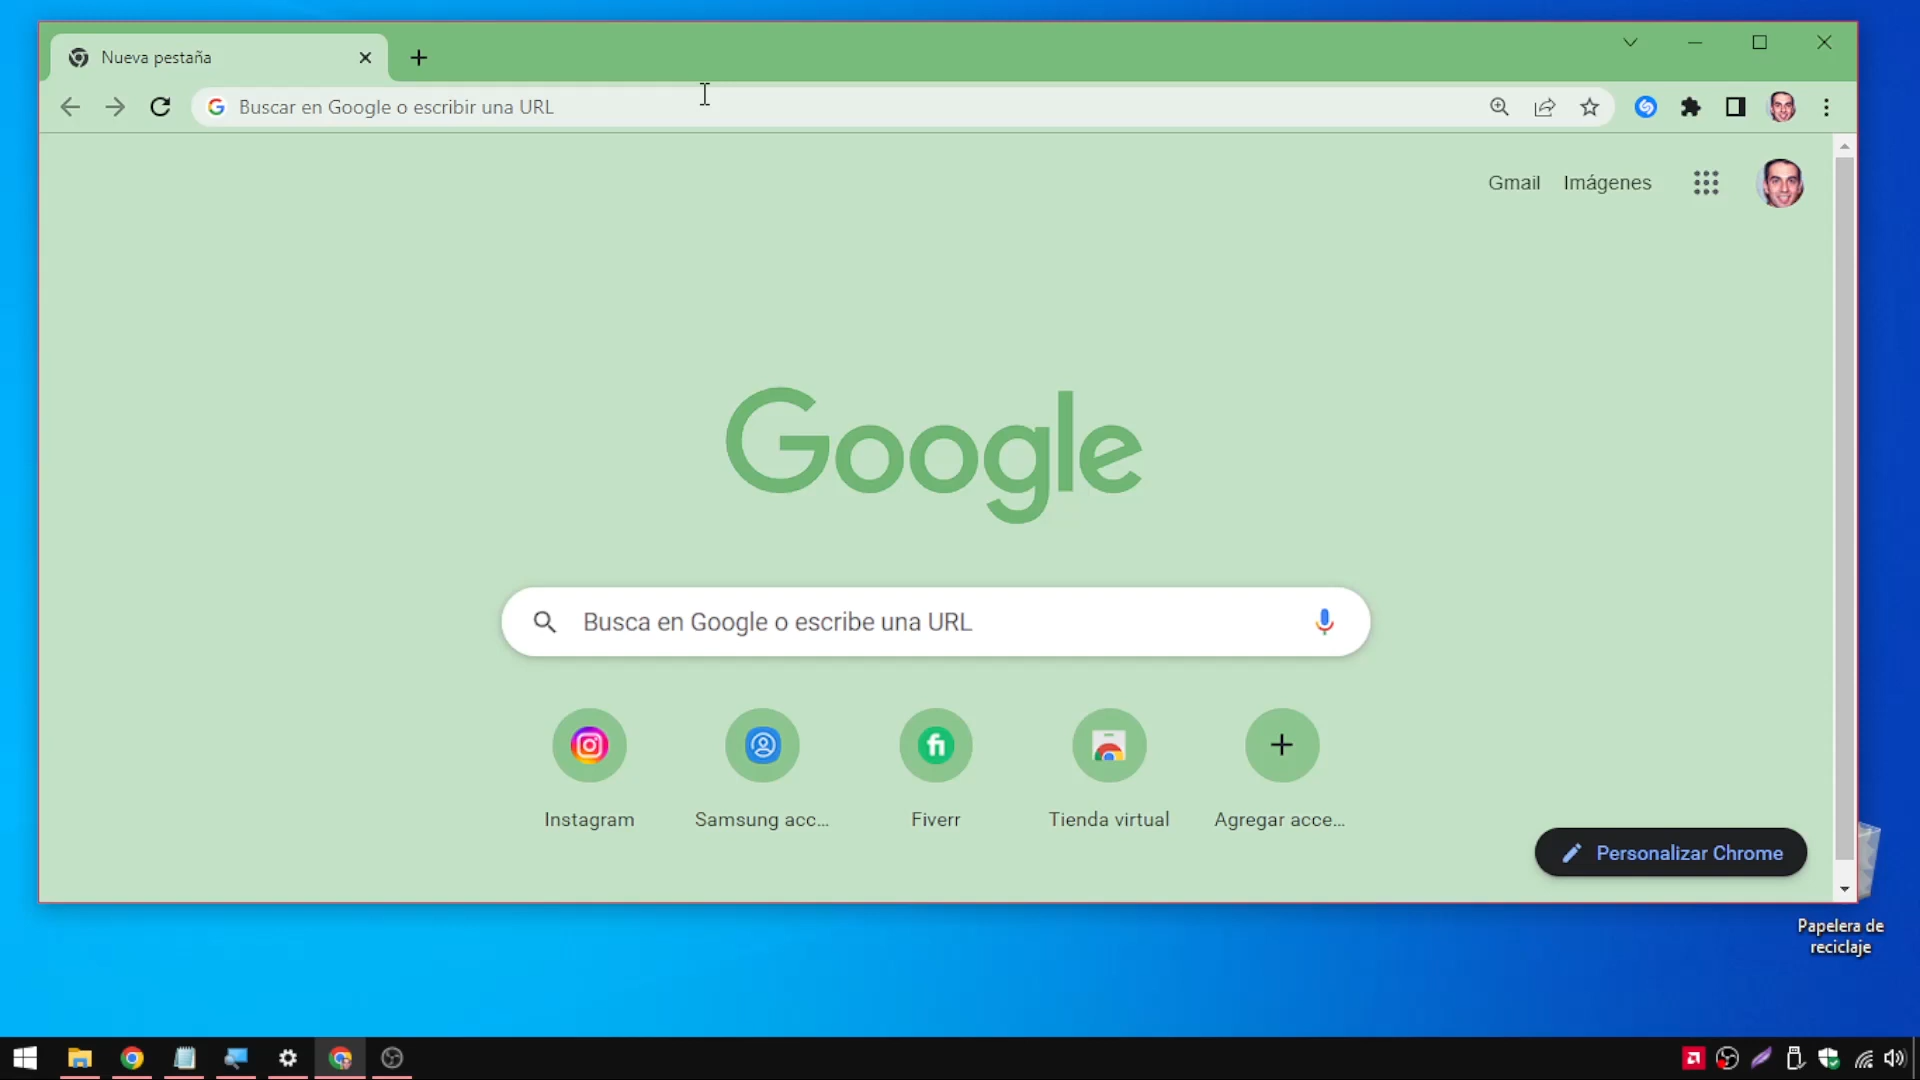 Nueva pestaña
Buscar en Google o escribir una URL
Gmail Imágenes
Google
Busca en Google o escribe una URL
Instagram Samsung acc... Fiverr Tienda virtual Agregar acce...
Personalizar Chrome
Papelera de
reciclaje